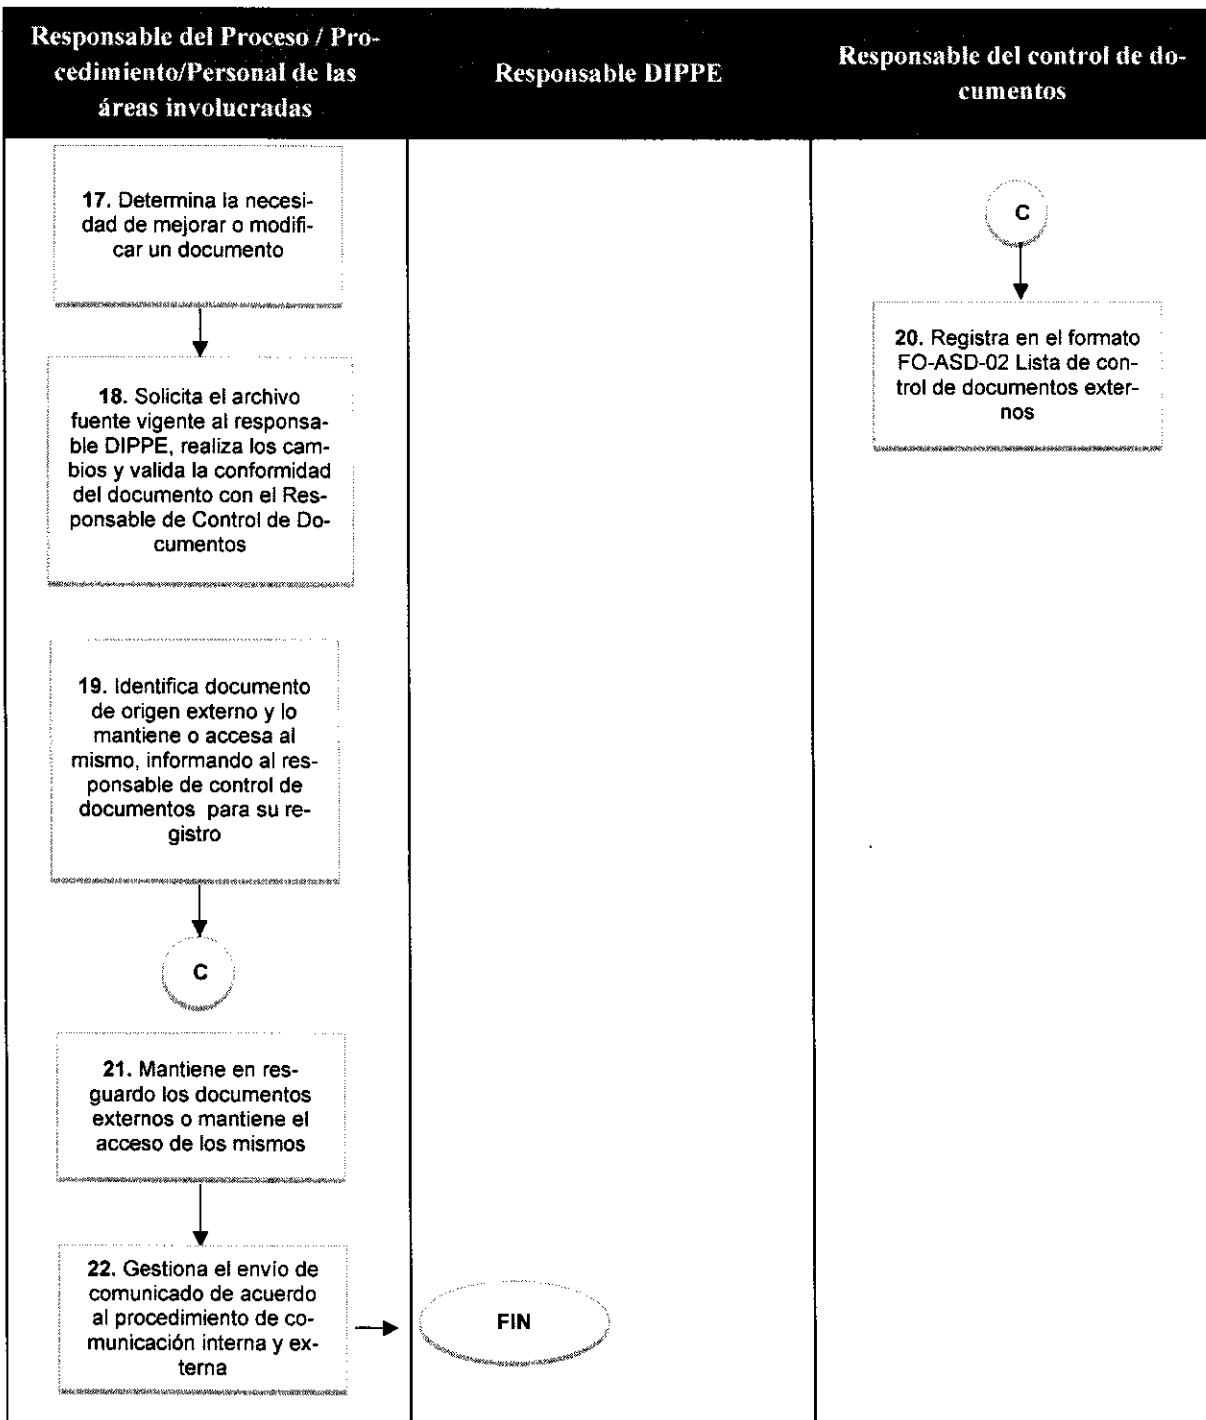 Responsable del Proceso / Pro-
cedimiento/Personal de las
áreas involucradas
Responsable DIPPE
Responsable del control de do-
cumentos
17. Determina la necesi-
dad de mejorar o modifi-
car un documento
18. Solicita el archivo
fuente vigente al responsa-
ble DIPPE, realiza los cam-
bios y valida la conformidad
del documento con el Res-
ponsable de Control de Do-
cumentos
19. Identifica documento
de origen externo y lo
mantiene o accesa al
mismo, informando al res-
ponsable de control de
documentos para su re-
gistro
C
21. Mantiene en res-
guardo los documentos
externos o mantiene el
acceso de los mismos
22. Gestiona el envío de
comunicado de acuerdo
al procedimiento de co-
municación interna y ex-
terna
FIN
C
20. Registra en el formato
FO-ASD-02 Lista de con-
trol de documentos exter-
nos